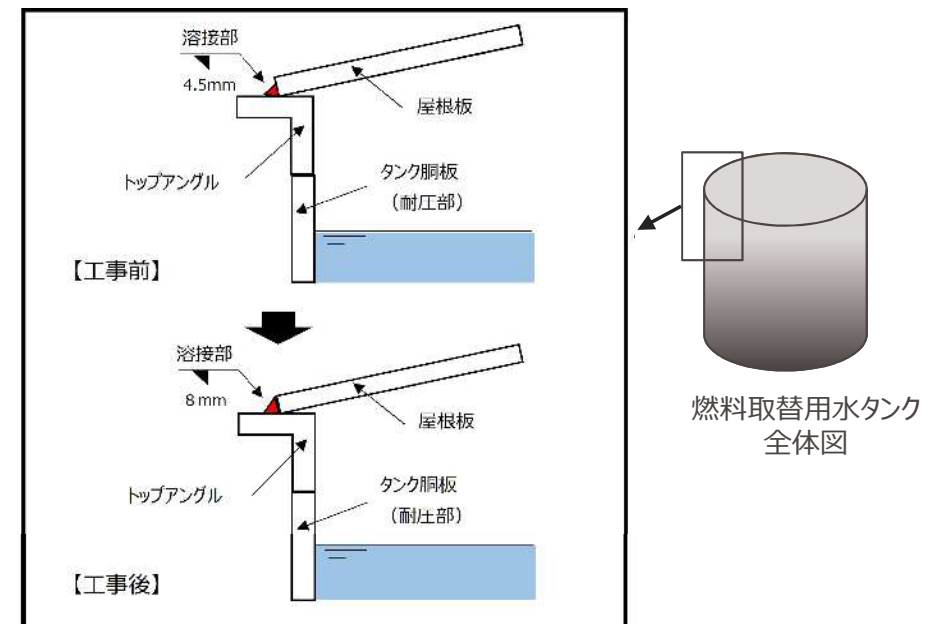 溶接部
4.5mm
屋根板
トップアングル
タンク胴板
（耐圧部）
【工事前】
溶接部
8mm
屋根板
トップアングル
タンク胴板
（耐圧部）
【工事後】
燃料取替用水タンク
全体図